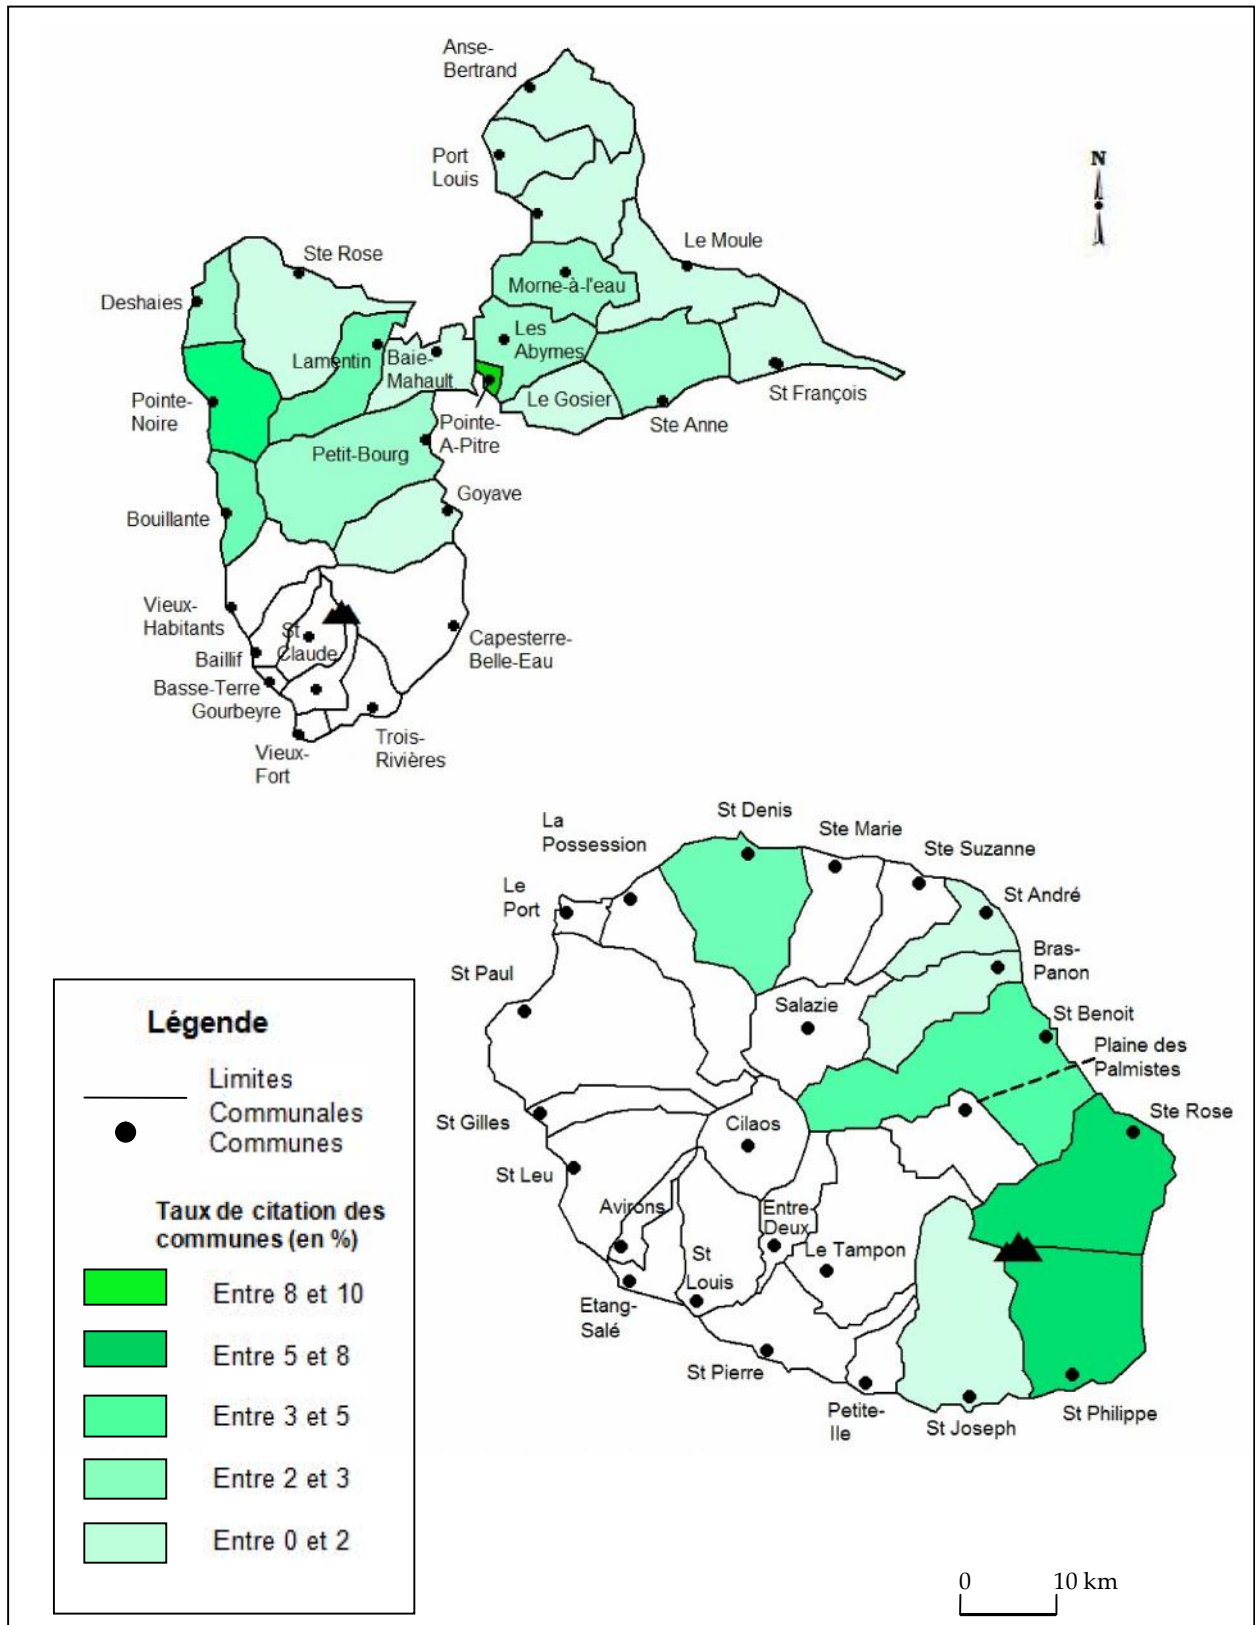 Anse-
Bertrand
N
Port
Louis
Le Moule
Ste Rose
Morne-à-l'eau
Deshaies
Les
Abymes
Lamentin
Baie-
Mahault
St François
Le Gosier
Pointe-
Noire
Ste Anne
Pointe-
A-Pitre
Petit-Bourg
Goyave
Bouillante
Vieux-
Habitants
St
Claude
Capesterre-
Belle-Eau
Baillif
Basse-Terre
Gourbeyre
Trois-
Rivières
Vieux-
Fort
St Denis
La
Possession
Ste Marie
Ste Suzanne
Le
Port
St André
Bras-
Panon
St Paul
Salazie
St Benoit
Plaine des
Palmistes
Ste Rose
St Gilles
Cilaos
St Leu
Avirons
Entre-
Deux
Le Tampon
St
Louis
Etang-
Salé
St Pierre
Petite-
Ile
St Joseph
St Philippe
Légende
Limites
Communales
Communes
Taux de citation des
communes (en %)
Entre 8 et 10
Entre 5 et 8
Entre 3 et 5
Entre 2 et 3
Entre 0 et 2
0 10 km